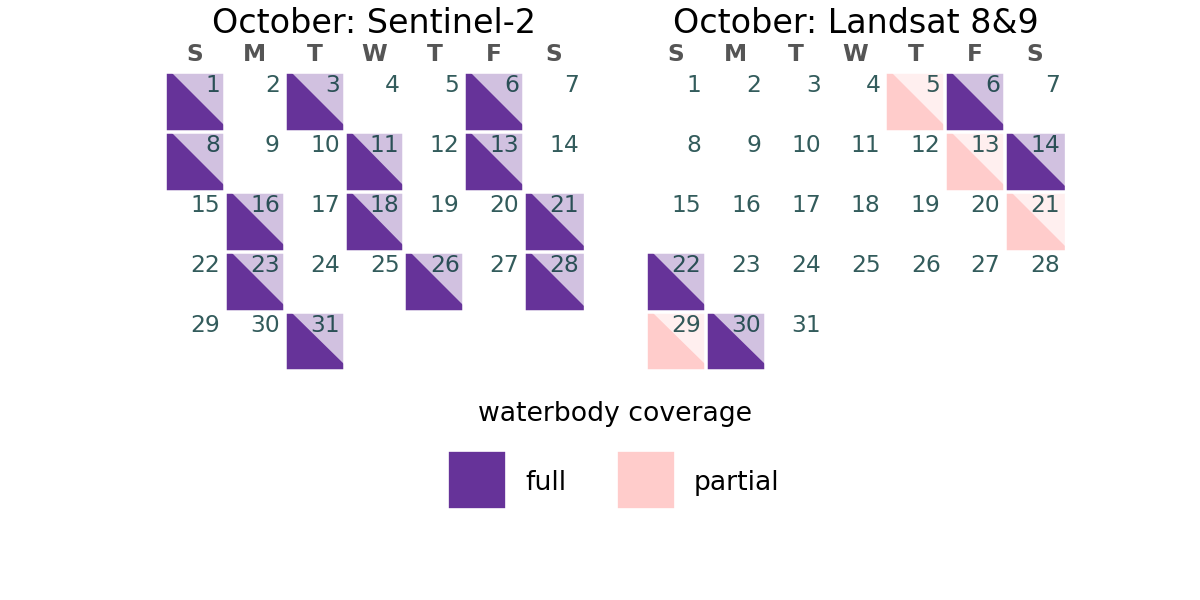 October: Sentinel-2
S M T W T F S
1 2 3 4 5 6 7
8 9 10 11 12 13 14
15 16 17 18 19 20 21
22 23 24 25 26 27 28
29 30 31
October: Landsat 8&9
S M T W T F S
1 2 3 4 5 6 7
8 9 10 11 12 13 14
15 16 17 18 19 20 21
22 23 24 25 26 27 28
29 30 31
waterbody coverage
full
partial